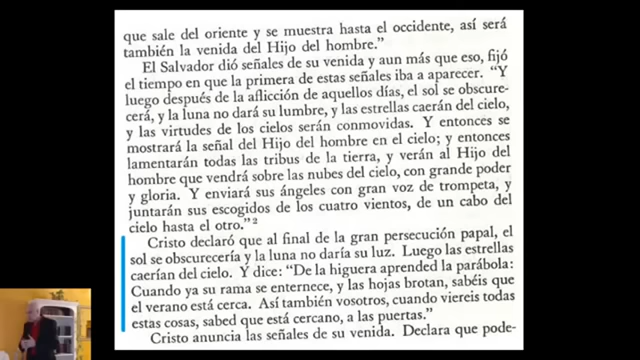 que sale del oriente y se muestra hasta el occidente, así será
también la venida del Hijo del hombre.”
El Salvador dió señales de su venida y aun más que eso, fijó
el tiempo en que la primera de estas señales iba a aparecer. “Y
luego después de la aflicción de aquellos días, el sol se obscure-
cerá, y la luna no dará su lumbre, y las estrellas caerán del cielo,
y las virtudes de los cielos serán conmovidas. Y entonces se
mostrará la señal del Hijo del hombre en el cielo; y entonces
lamentarán todas las tribus de la tierra, y verán al Hijo del
hombre que vendrá sobre las nubes del cielo, con grande poder
y gloria. Y enviará sus ángeles con gran voz de trompeta, y
juntarán sus escogidos de los cuatro vientos, de un cabo del
cielo hasta el otro.”²
Cristo declaró que al final de la gran persecución papal, el
sol se obscurecería y la luna no daría su luz. Luego las estrellas
caerían del cielo. Y dice: “De la higuera aprended la parábola:
Cuando ya su rama se enternece, y las hojas brotan, sabéis que
el verano está cerca. Así también vosotros, cuando viereis todas
estas cosas, sabed que está cercano, a las puertas.”
Cristo anuncia las señales de su venida. Declara que pode-